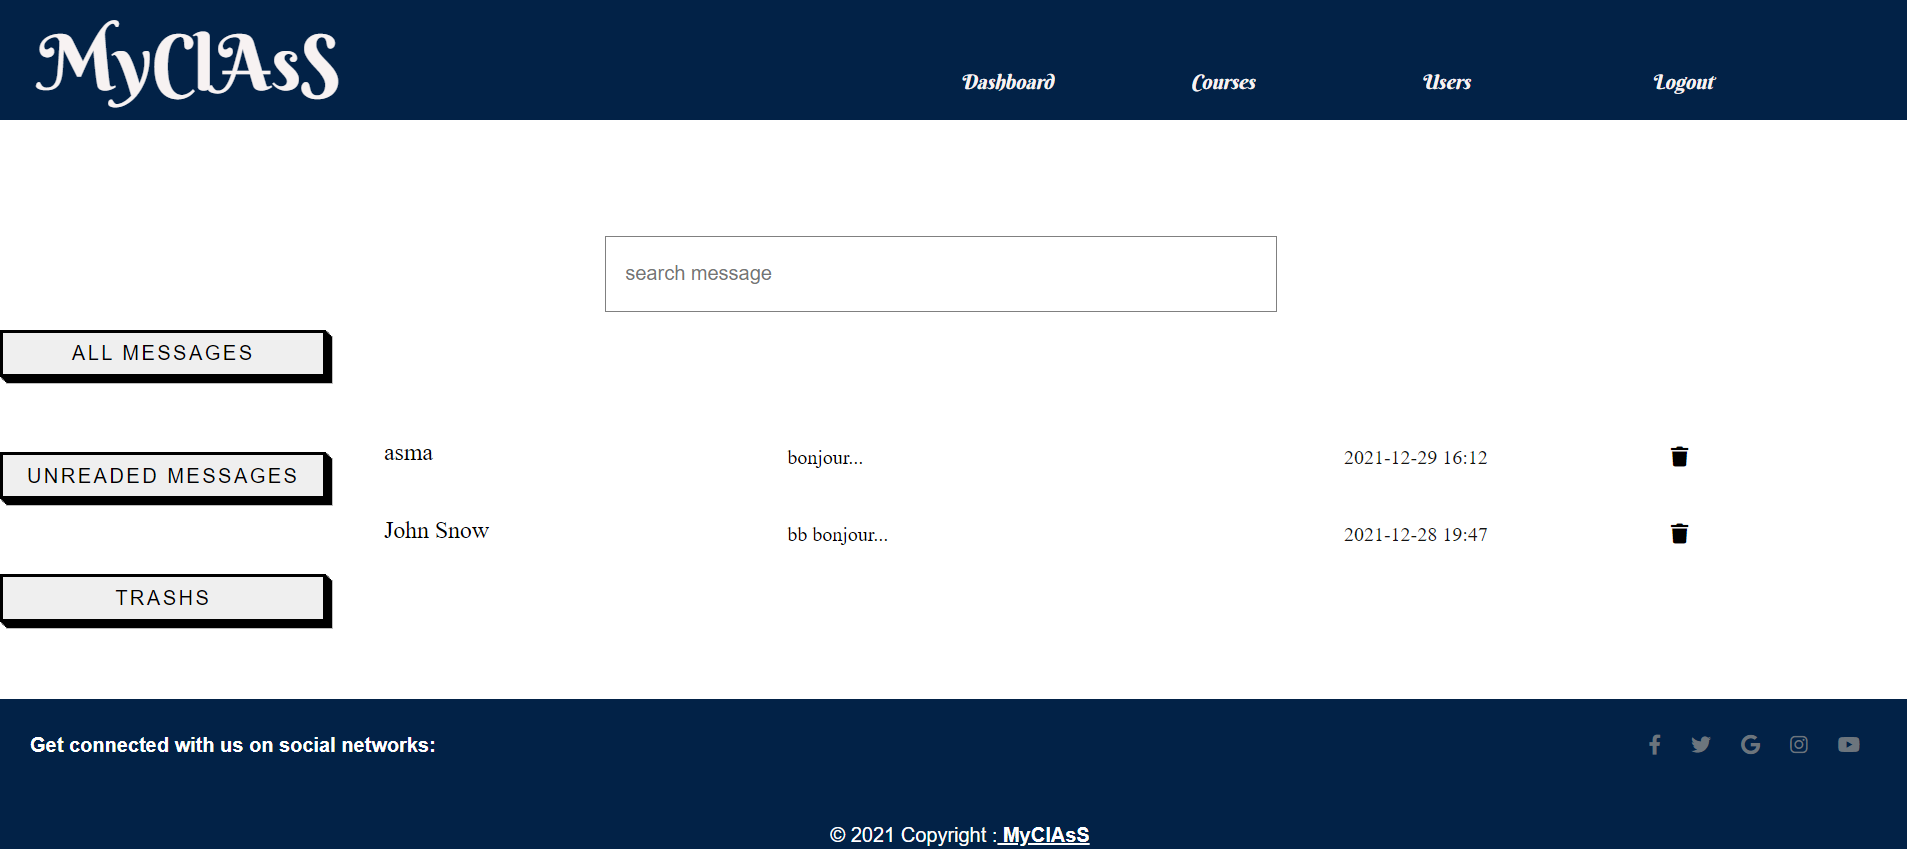 MyClAsS
Dashboard Courses Users Logout
search message
ALL MESSAGES
UNREADED MESSAGES
asma bonjour... 2021-12-29 16:12
John Snow bb bonjour... 2021-12-28 19:47
TRASHS
Get connected with us on social networks:
© 2021 Copyright : MyClAsS